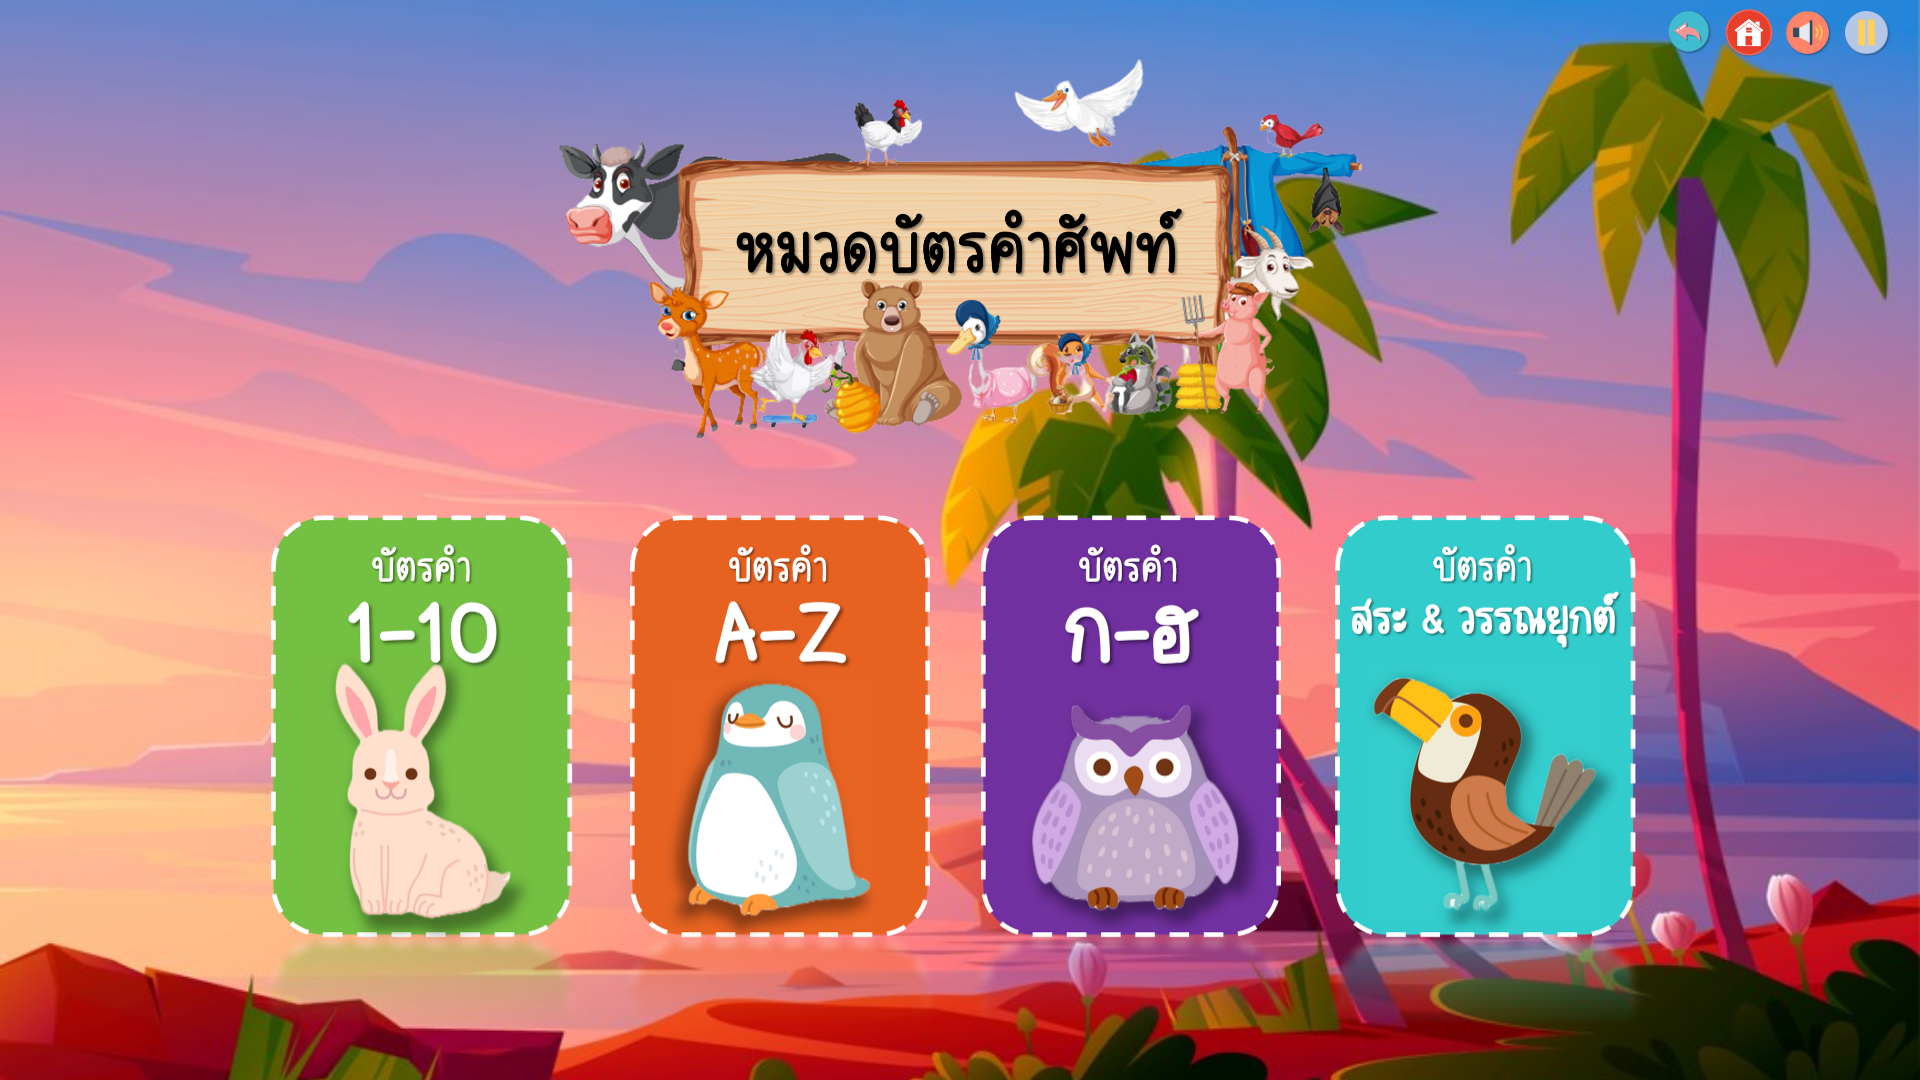 หมวดบัตรคำศัพท์
บัตรคำ
1-10
บัตรคำ
A-Z
บัตรคำ
ก-ฮ
บัตรคำ
สระ & วรรณยุกต์